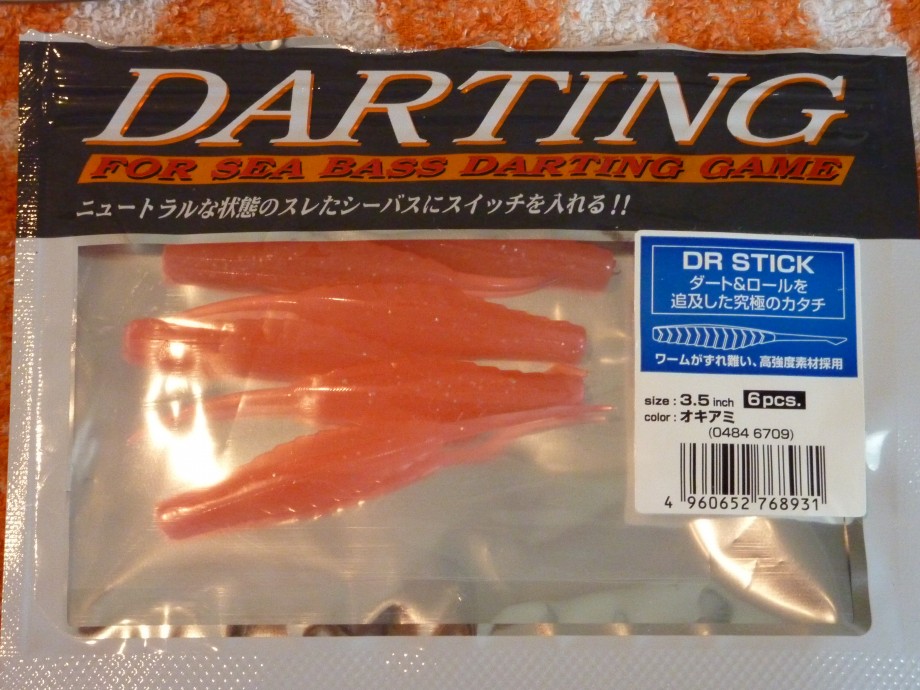 DARTING
FOR SEA BASS DARTING GAME
ニュートラルな状態のスレたシーバスにスイッチを入れる!!
DR STICK
ダート&ロールを
追及した究極のカタチ
ワームがずれ難い、高強度素材採用
size : 3.5 inch 6pcs.
color : オキアミ
(0484 6709)
4 960652 768931